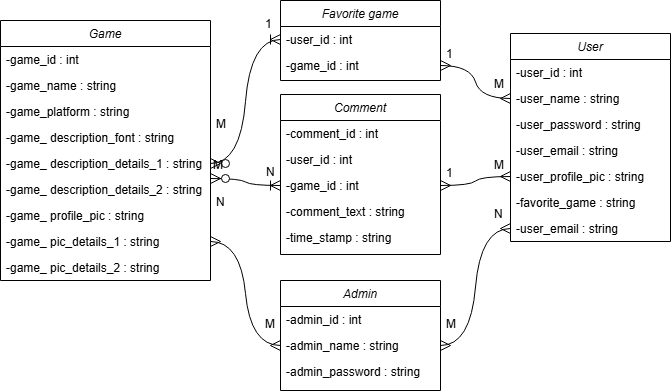 Game
-game_id : int
-game_name : string
-game_platform : string
-game_ description_font : string
-game_ description_details_1 : string
-game_ description_details_2 : string
-game_ profile_pic : string
-game_ pic_details_1 : string
-game_ pic_details_2 : string
1
M
M
N
M
Favorite game
-user_id : int
-game_id : int
N
Comment
-comment_id : int
-user_id : int
-game_id : int
-comment_text : string
-time_stamp : string
Admin
-admin_id : int
-admin_name : string
-admin_password : string
1
M
1
M
N
M
User
-user_id : int
-user_name : string
-user_password : string
-user_email : string
-user_profile_pic : string
-favorite_game : string
-user_email : string